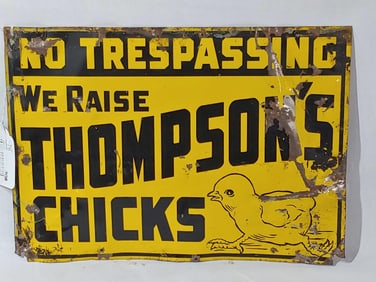 NO TRESPASSING
WE RAISE
THOMPSON'S
CHICKS